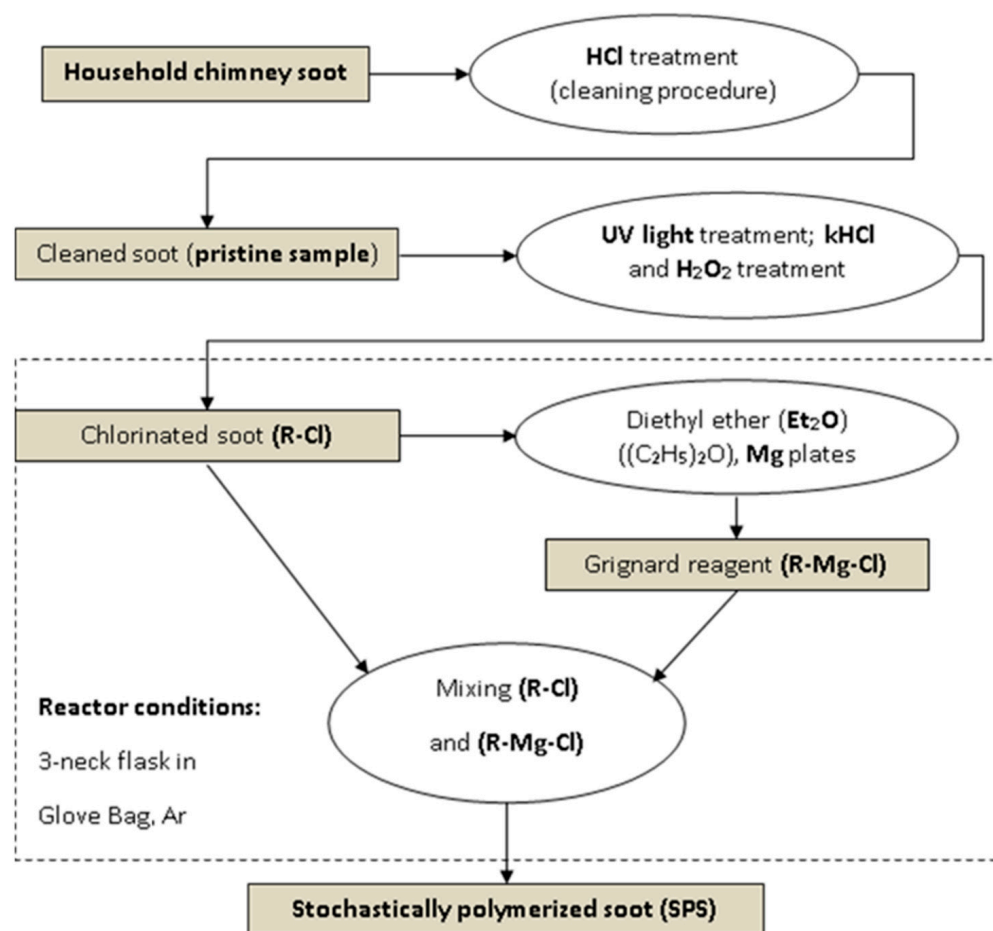 Household chimney soot
HCl treatment
(cleaning procedure)
Cleaned soot (pristine sample)
UV light treatment; kHCl
and H₂O₂ treatment
Chlorinated soot (R-Cl)
Diethyl ether (Et₂O)
((C₂H₅)₂O), Mg plates
Grignard reagent (R-Mg-Cl)
Mixing (R-Cl)
and (R-Mg-Cl)
Reactor conditions:
3-neck flask in
Glove Bag, Ar
Stochastically polymerized soot (SPS)